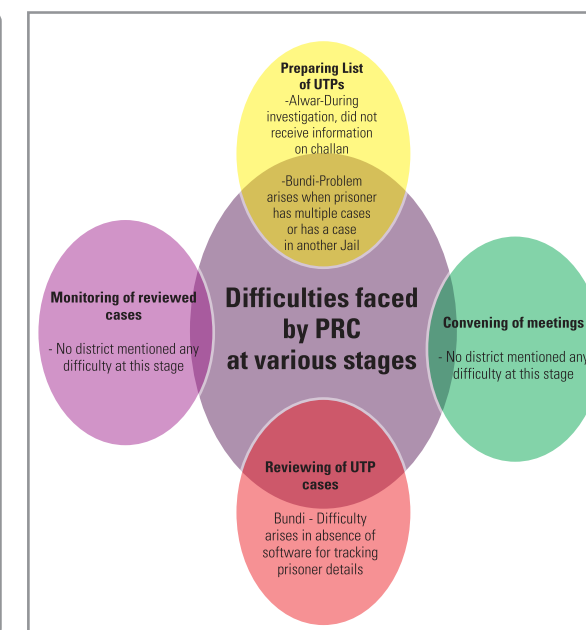 Preparing List
of UTPs
-Alwar-During
investigation, did not
receive information
on challan
-Bundi-Problem
arises when prisoner
has multiple cases
or has a case
in another Jail
Difficulties faced
by PRC
at various stages
Monitoring of reviewed
cases
- No district mentioned any
difficulty at this stage
Convening of meetings
- No district mentioned any
difficulty at this stage
Reviewing of UTP
cases
Bundi - Difficulty
arises in absence of
software for tracking
prisoner details